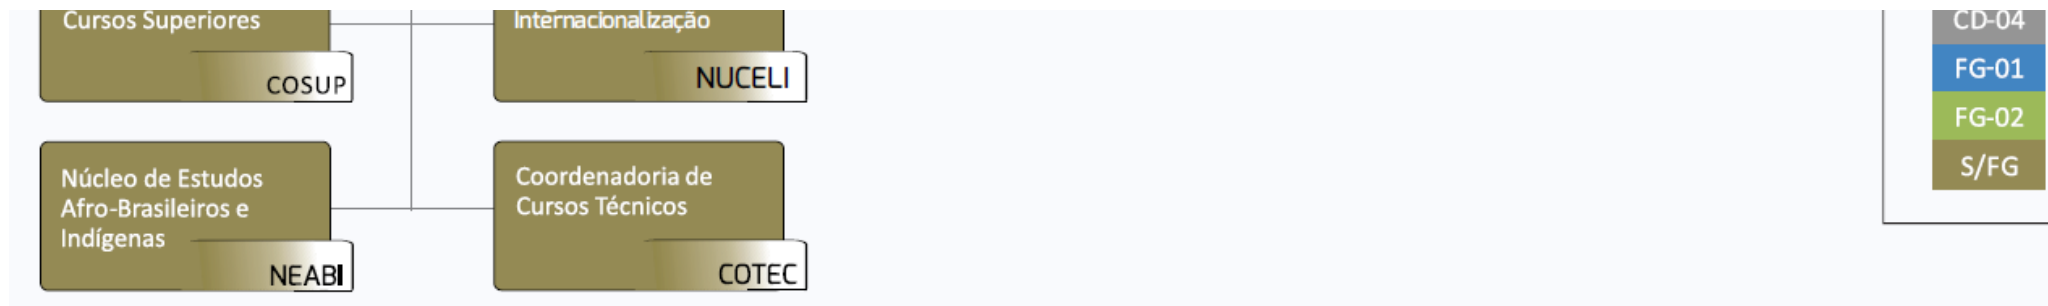 Cursos Superiores
COSUP
Internacionalização
NUCELI
Núcleo de Estudos
Afro-Brasileiros e
Indígenas
NEABI
Coordenadoria de
Cursos Técnicos
COTEC
CD-04
FG-01
FG-02
S/FG